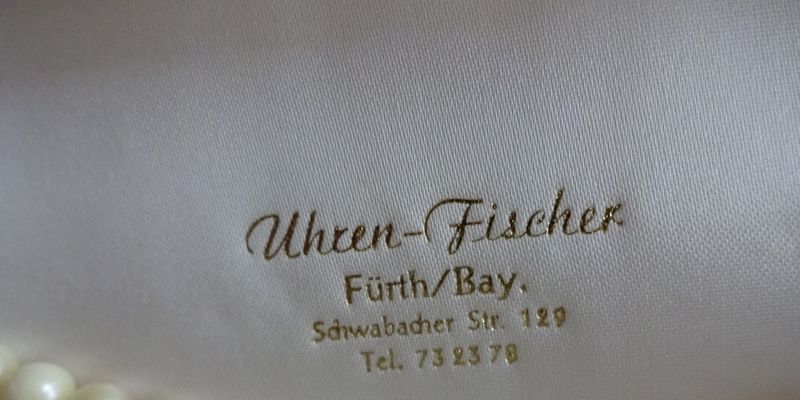 Uhren-Fischer
Fürth/Bay.
Schwabacher Str. 129
Tel. 73 23 78